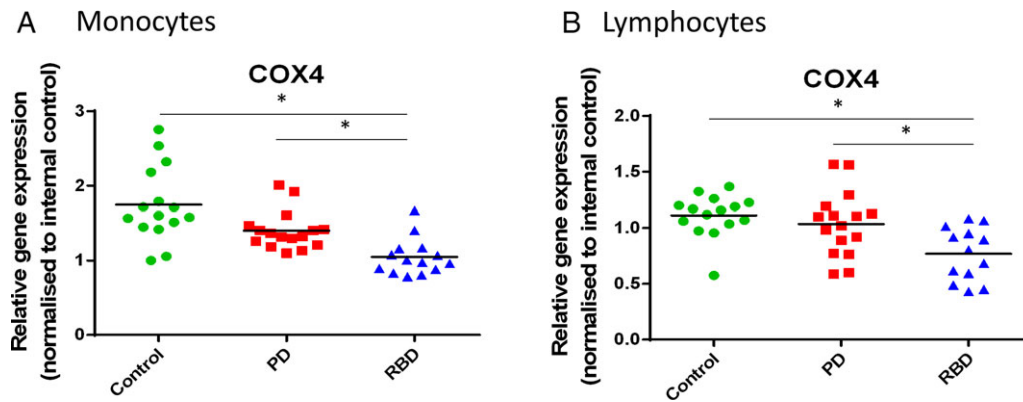 A Monocytes
COX4
Relative gene expression
(normalised to internal control)
3
2
1
0
*
*
Control
PD
RBD
B Lymphocytes
COX4
Relative gene expression
(normalised to internal control)
2.0
1.5
1.0
0.5
0.0
*
*
Control
PD
RBD